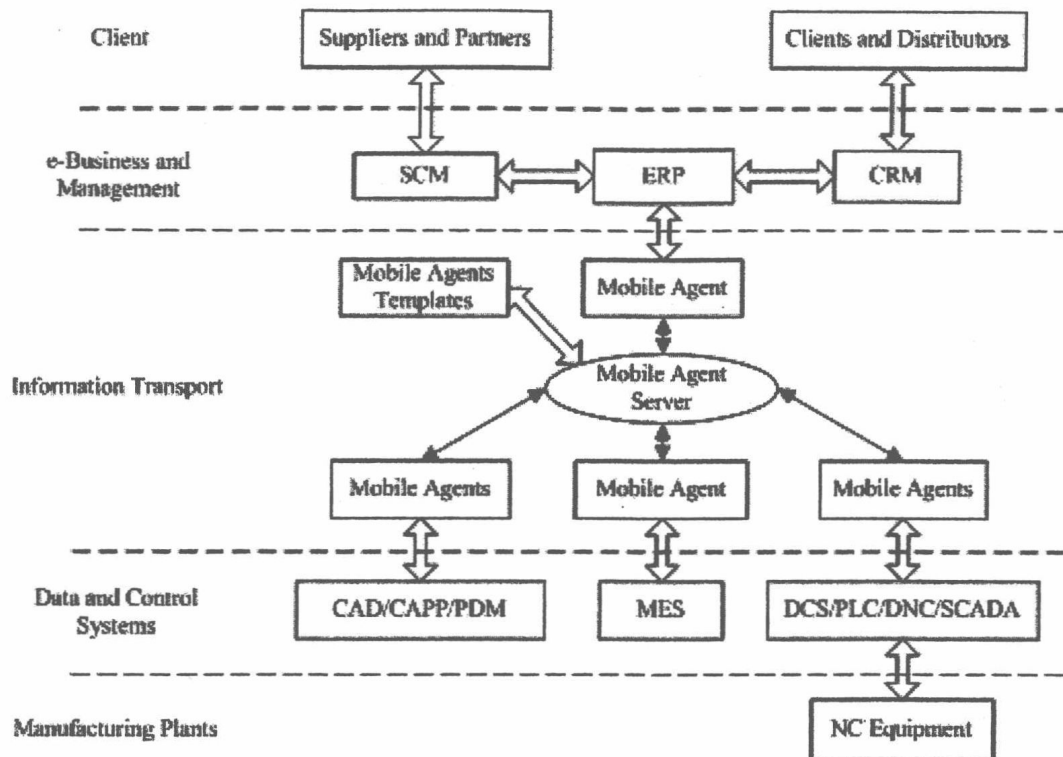 Client
Suppliers and Partners
Clients and Distributors
e-Business and
Management
SCM
ERP
CRM
Mobile Agents
Templates
Mobile Agent
Information Transport
Mobile Agent
Server
Mobile Agents
Mobile Agent
Mobile Agents
Data and Control
Systems
CAD/CAPP/PDM
MES
DCS/PLC/DNC/SCADA
Manufacturing Plants
NC Equipment